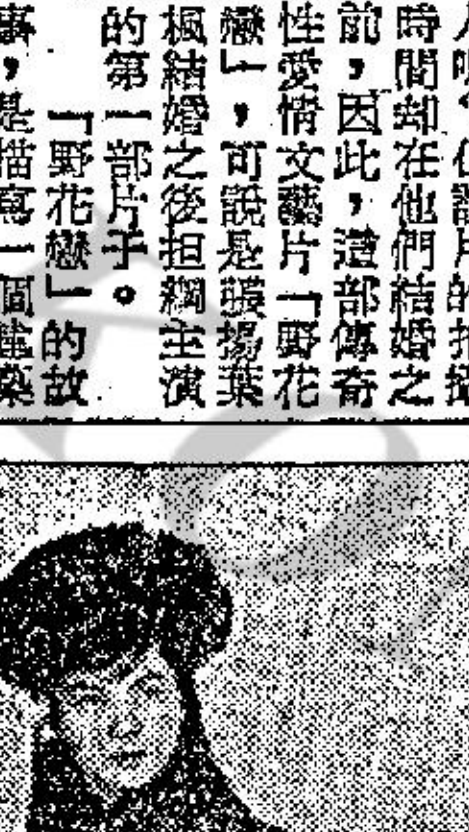 片的拍攝
時間却在他們結婚之
前，因此，這部傳奇
性愛情文藝片「野花
戀」，可說是張揚葉
楓結婚之後担綱主演
的第一部片子。
「野花戀」的故
事，是描寫一個建築